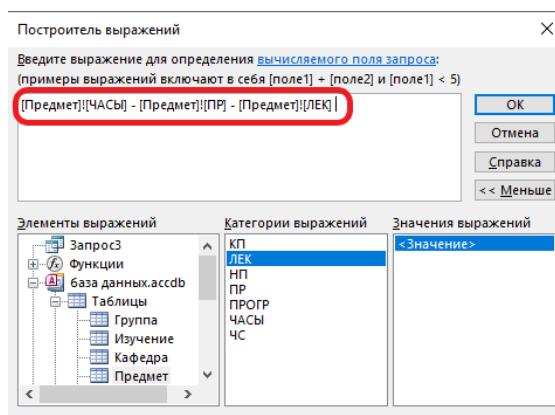 Построитель выражений
Введите выражение для определения вычисляемого поля запроса:
(примеры выражений включают в себя [поле1] + [поле2] и [поле1] < 5)
[Предмет]![ЧАСЫ] - [Предмет]![ПР] - [Предмет]![ЛЕК]
ОК
Отмена
Справка
<< Меньше
Элементы выражений
Категории выражений
Значения выражений
Запрос3
Функции
база данных.accdb
Таблицы
Группа
Изучение
Кафедра
Предмет
КП
ЛЕК
НП
ПР
ПРОГР
ЧАСЫ
ЧС
<Значение>